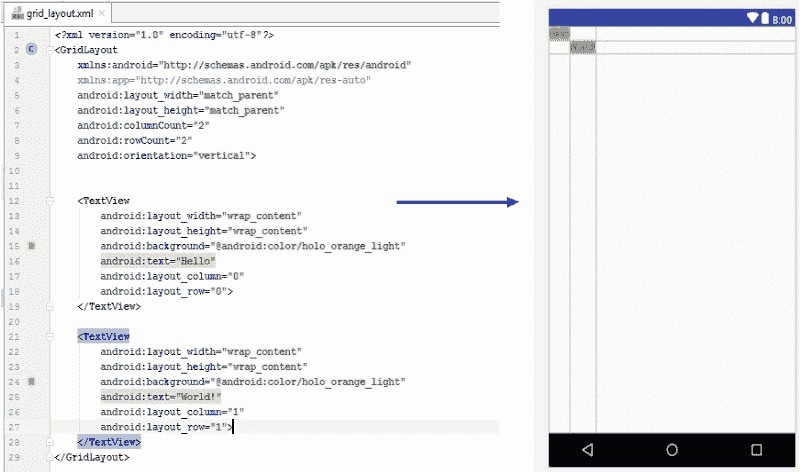 grid_layout.xml
1 <?xml version="1.0" encoding="utf-8"?>
2 <GridLayout
3 xmlns:android="http://schemas.android.com/apk/res/android"
4 xmlns:app="http://schemas.android.com/apk/res-auto"
5 android:layout_width="match_parent"
6 android:layout_height="match_parent"
7 android:columnCount="2"
8 android:rowCount="2"
9 android:orientation="vertical">
10
11
12 <TextView
13 android:layout_width="wrap_content"
14 android:layout_height="wrap_content"
15 android:background="@android:color/holo_orange_light"
16 android:text="Hello"
17 android:layout_column="0"
18 android:layout_row="0">
19 </TextView>
20
21 <TextView
22 android:layout_width="wrap_content"
23 android:layout_height="wrap_content"
24 android:background="@android:color/holo_orange_light"
25 android:text="World!"
26 android:layout_column="1"
27 android:layout_row="1">
28 </TextView>
29 </GridLayout>
8:00